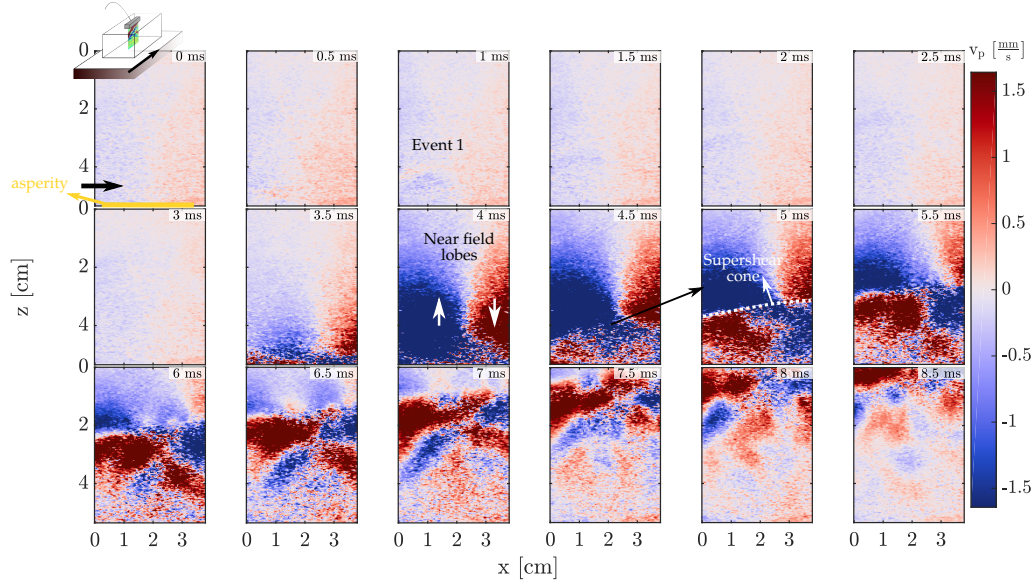 0 ms 0.5 ms 1 ms 1.5 ms 2 ms 2.5 ms
v_p [mm/s]
0
2
4
0
Event 1
asperity
1.5
1
0.5
0
-0.5
-1
-1.5
3 ms 3.5 ms 4 ms 4.5 ms 5 ms 5.5 ms
Near field
lobes
Supershear
cone
z [cm]
2
4
0
6 ms 6.5 ms 7 ms 7.5 ms 8 ms 8.5 ms
2
4
0 1 2 3 0 1 2 3 0 1 2 3 0 1 2 3 0 1 2 3 0 1 2 3
x [cm]